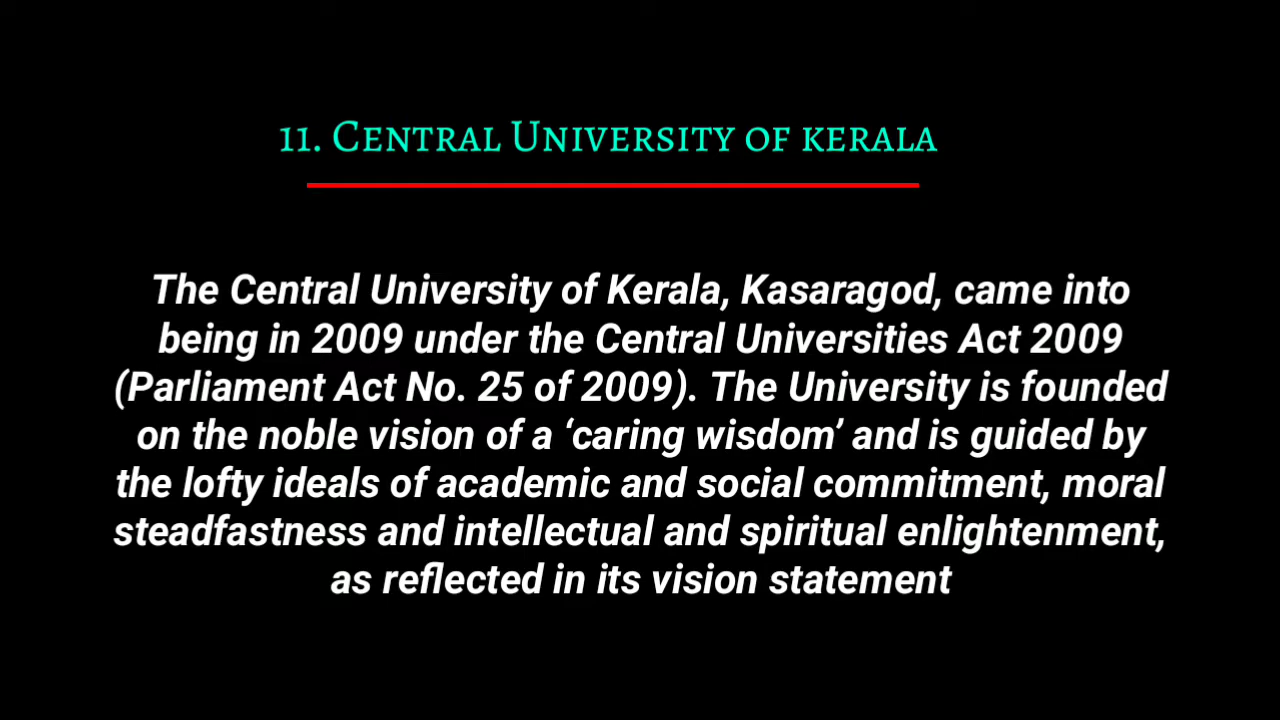 11. Central University of kerala
The Central University of Kerala, Kasaragod, came into
being in 2009 under the Central Universities Act 2009
(Parliament Act No. 25 of 2009). The University is founded
on the noble vision of a ‘caring wisdom’ and is guided by
the lofty ideals of academic and social commitment, moral
steadfastness and intellectual and spiritual enlightenment,
as reflected in its vision statement